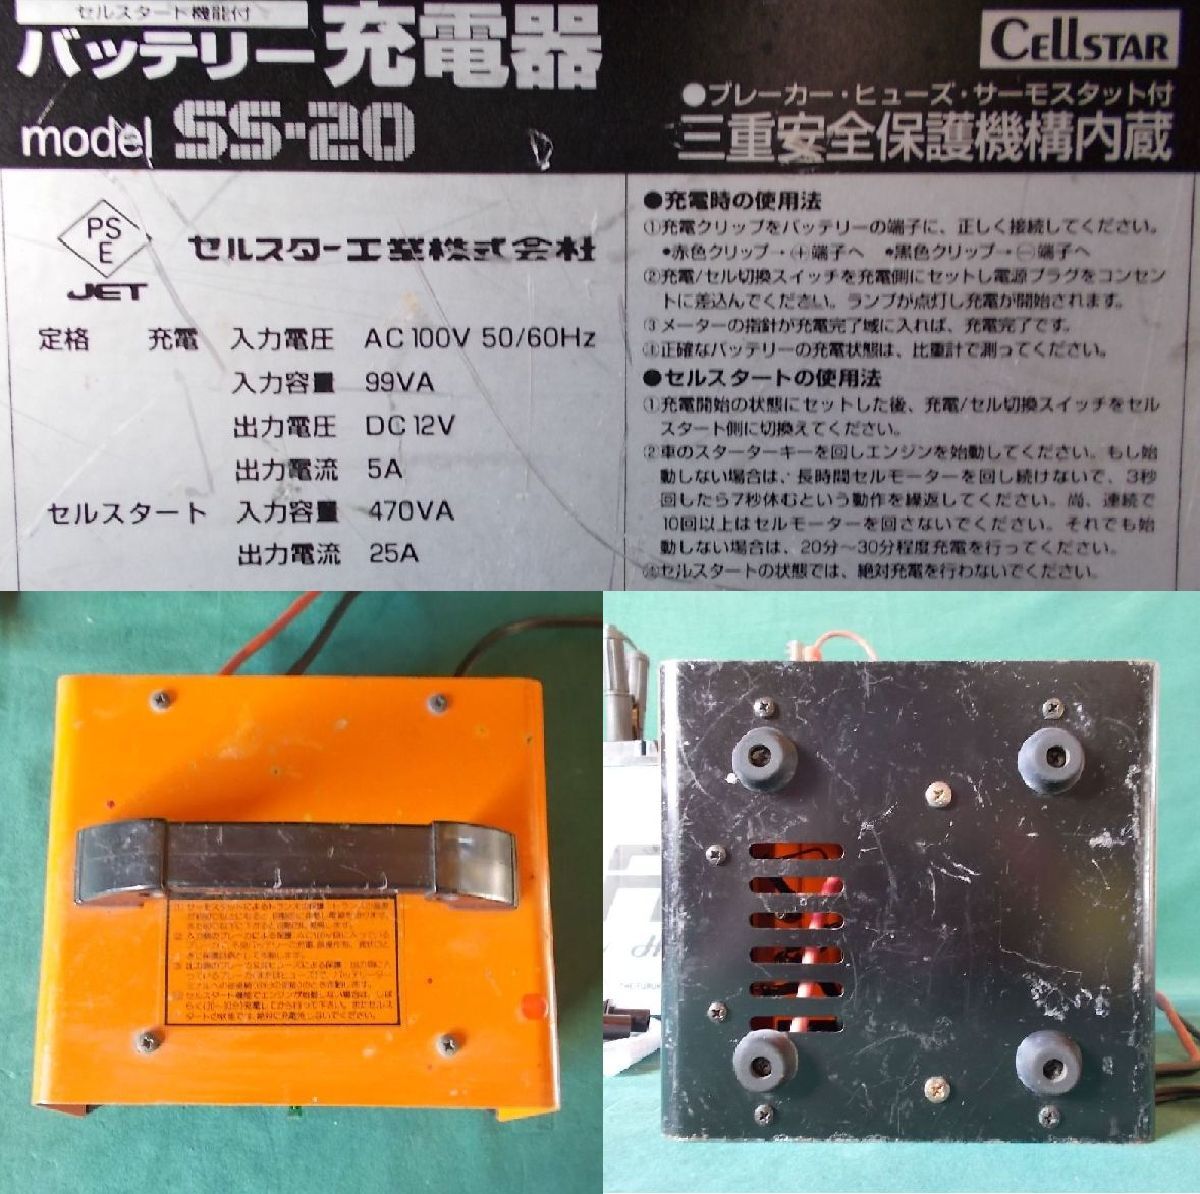 セルスタート機能付
バッテリー充電器
model SS-20
CELLSTAR
●ブレーカー・ヒューズ・サーモスタット付
三重安全保護機構内蔵
PS
E
JET
セルスター工業株式会社
定格 充電 入力電圧 AC100V 50/60Hz
入力容量 99VA
出力電圧 DC12V
出力電流 5A
セルスタート 入力容量 470VA
出力電流 25A
●充電時の使用法
①充電クリップをバッテリーの端子に、正しく接続してください。
•赤色クリップ→⊕端子へ •黒色クリップ→⊖端子へ
②充電/セル切換スイッチを充電側にセットし電源プラグをコンセン
トに差込んでください。ランプが点灯し充電が開始されます。
③メーターの指針が充電完了域に入れば、充電完了です。
④正確なバッテリーの充電状態は、比重計で測ってください。
●セルスタートの使用法
①充電開始の状態にセットした後、充電/セル切換スイッチをセル
スタート側に切換えてください。
②車のスターターキーを回しエンジンを始動してください。もし始
動しない場合は、長時間セルモーターを回し続けないで、3秒
回したら7秒休むという動作を繰返してください。尚、連続で
10回以上はセルモーターを回さないでください。それでも始
動しない場合は、20分〜30分程度充電を行ってください。
セルスタートの状態では、絶対充電を行わないでください。